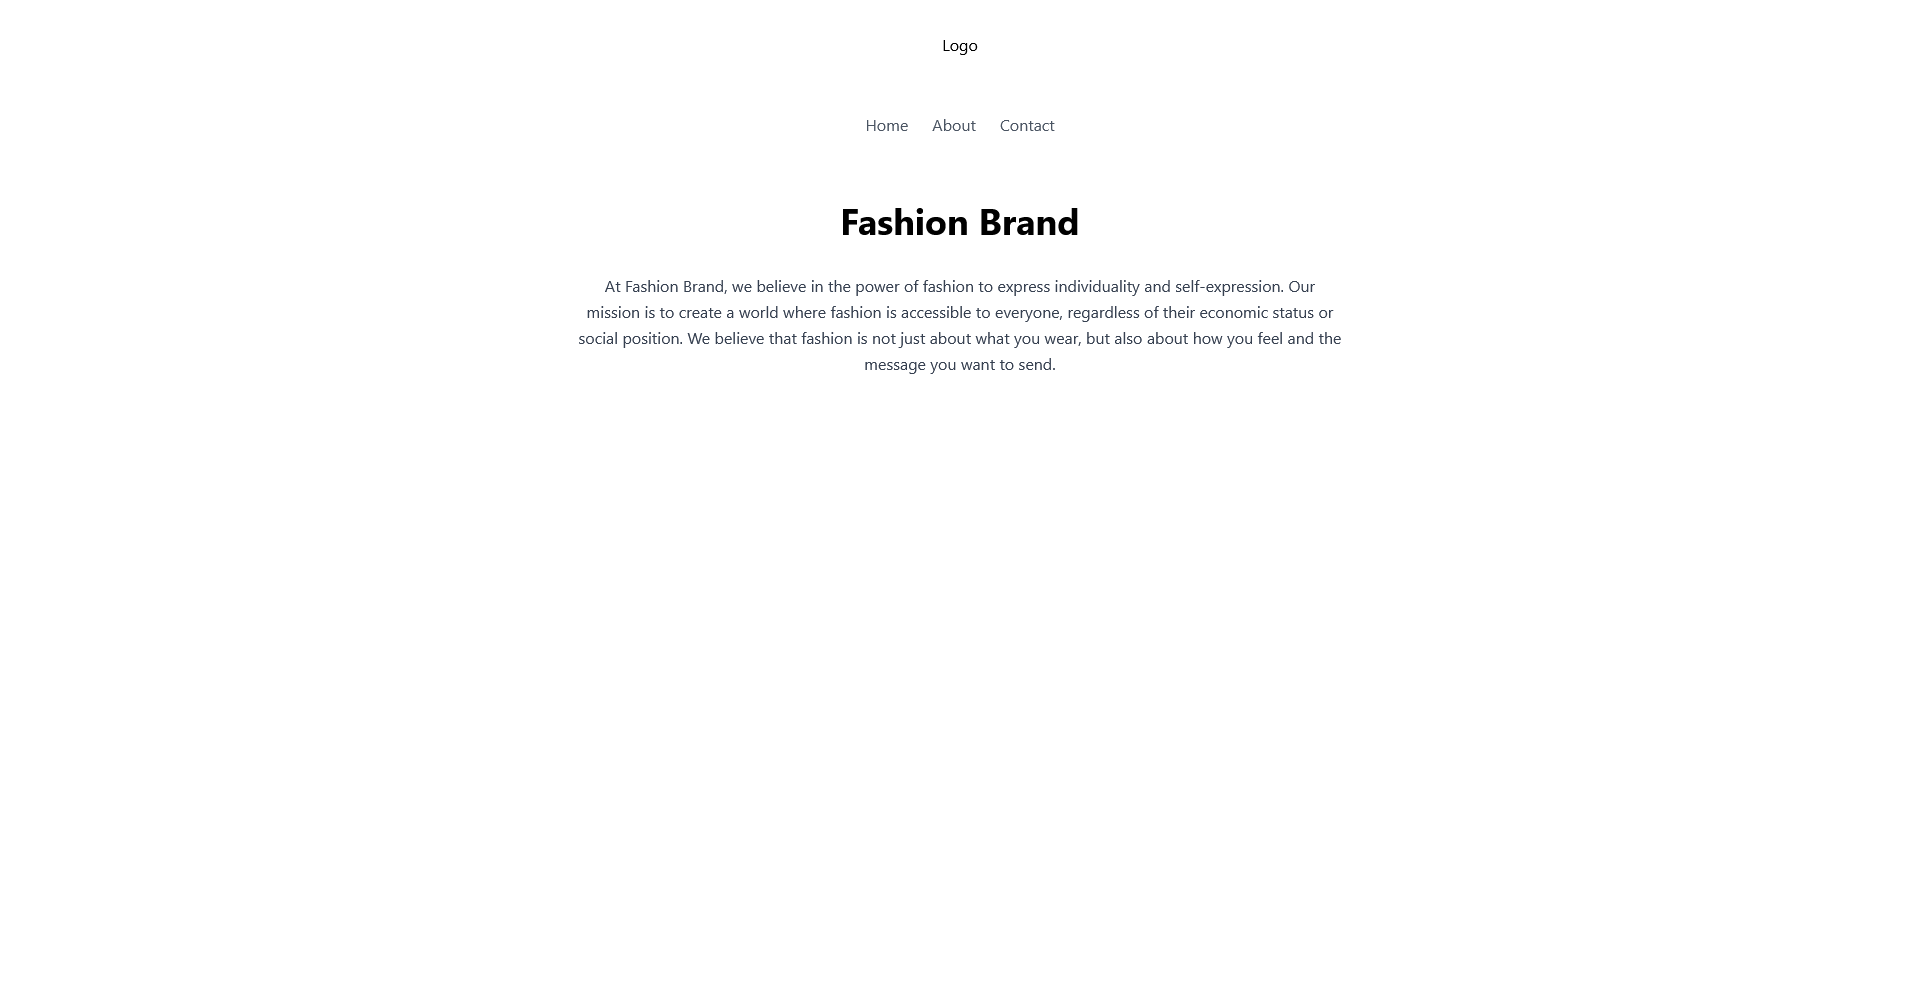 Logo
Home About Contact
Fashion Brand
At Fashion Brand, we believe in the power of fashion to express individuality and self-expression. Our
mission is to create a world where fashion is accessible to everyone, regardless of their economic status or
social position. We believe that fashion is not just about what you wear, but also about how you feel and the
message you want to send.